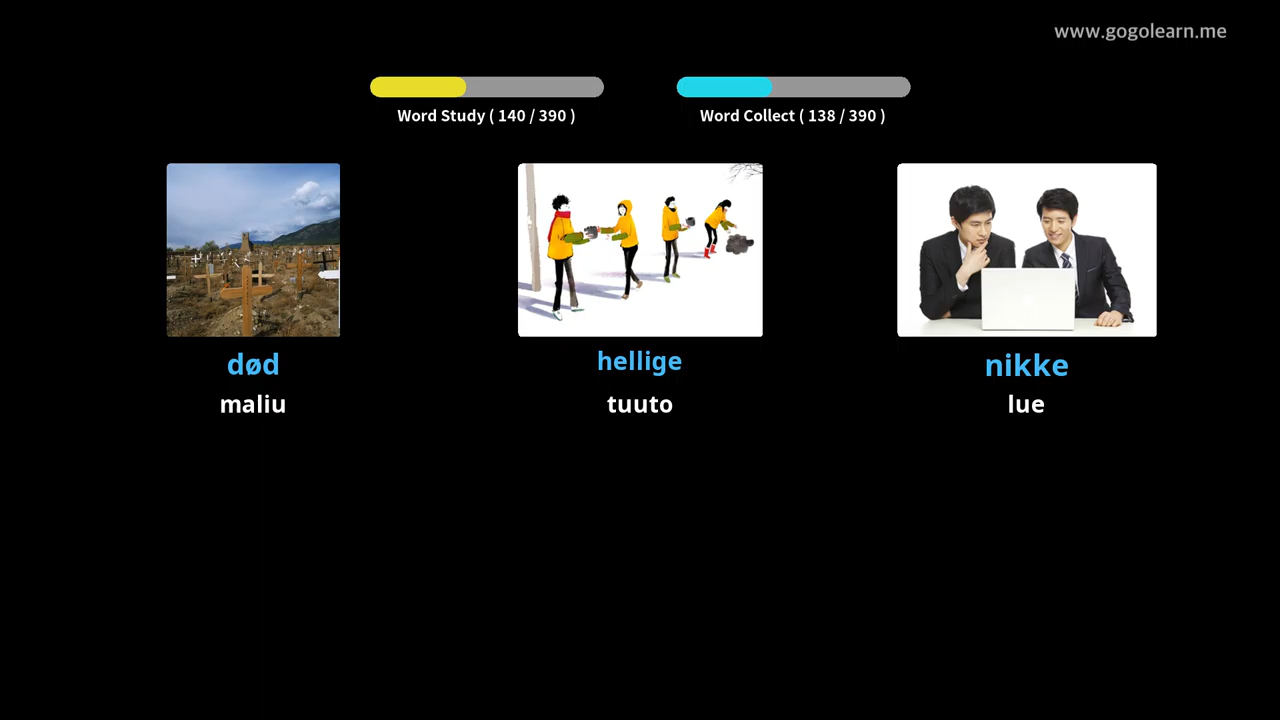 www.gogolearn.me
Word Study ( 140 / 390 )
Word Collect ( 138 / 390 )
død
hellige
nikke
maliu
tuuto
lue